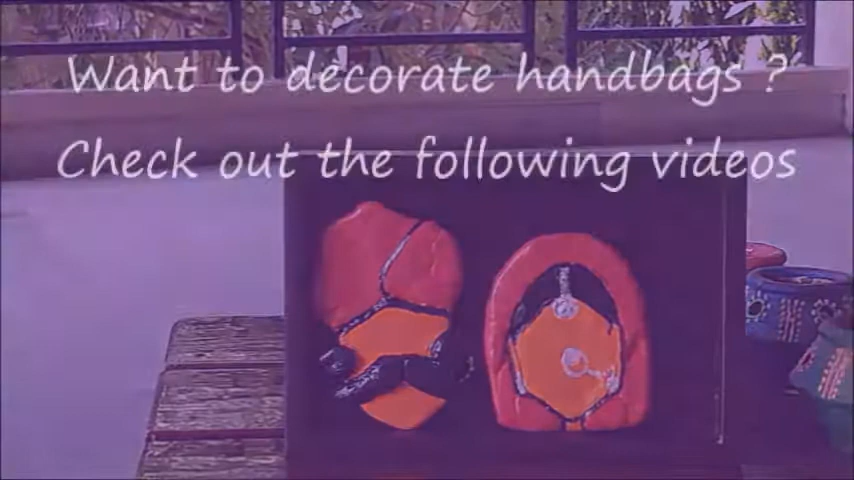 Want to decorate handbags ?
Check out the following videos